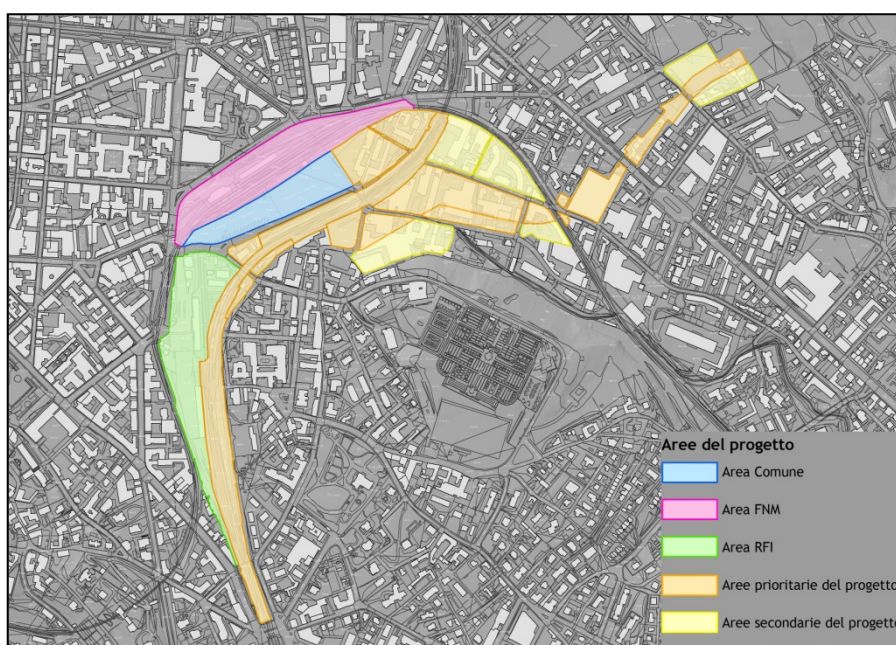 Aree del progetto
Area Comune
Area FNM
Area RFI
Aree prioritarie del progetto
Aree secondarie del progetto